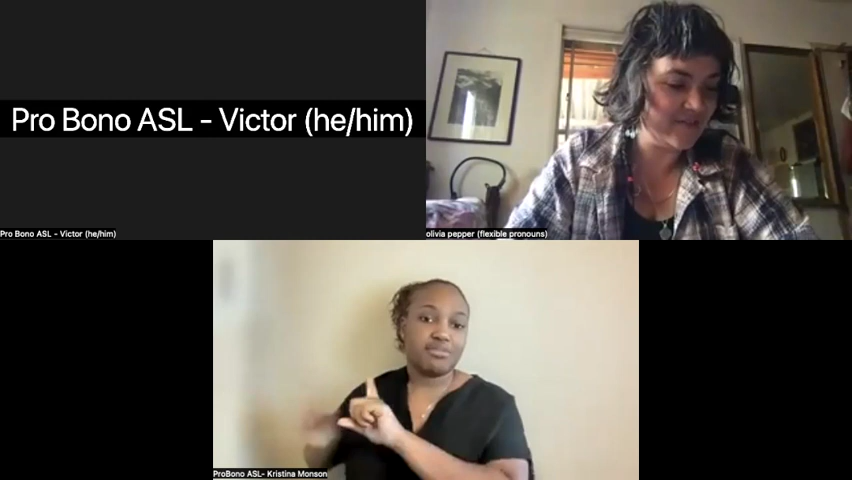 Pro Bono ASL - Victor (he/him)
Pro Bono ASL - Victor (he/him)
olivia pepper (flexible pronouns)
ProBono ASL- Kristina Monson